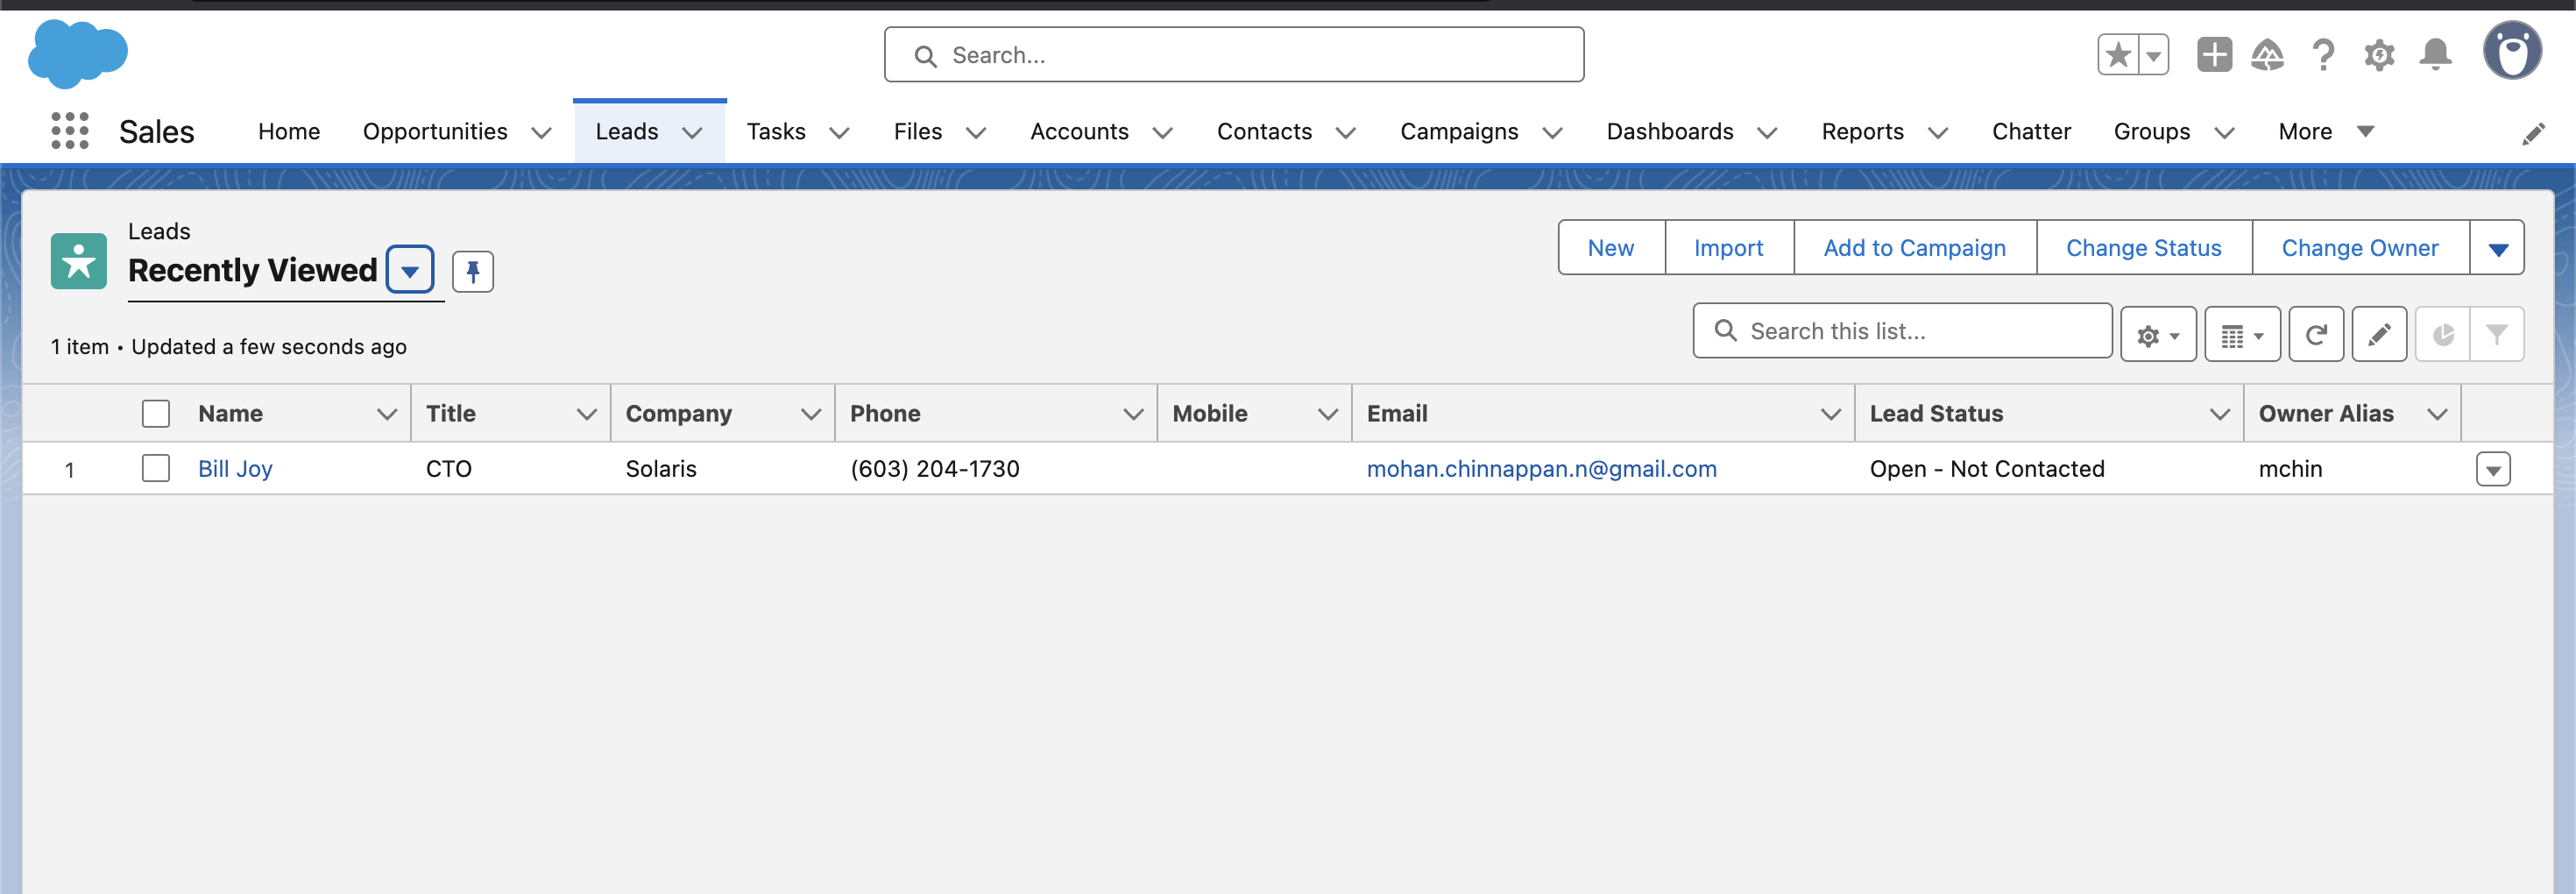 Search...
Sales Home Opportunities Leads Tasks Files Accounts Contacts Campaigns Dashboards Reports Chatter Groups More
Leads
Recently Viewed
New Import Add to Campaign Change Status Change Owner
1 item • Updated a few seconds ago
Search this list...
Name Title Company Phone Mobile Email Lead Status Owner Alias
1 Bill Joy CTO Solaris (603) 204-1730 mohan.chinnappan.n@gmail.com Open - Not Contacted mchin